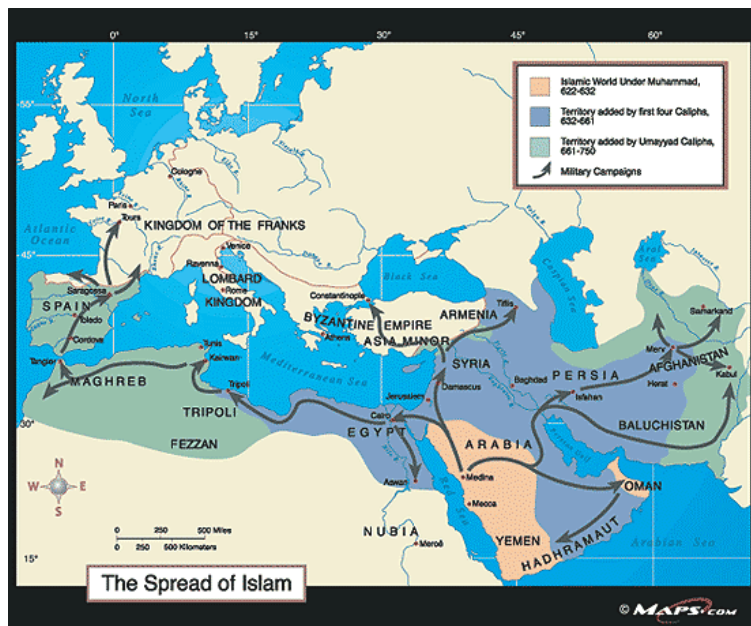 0°
15°
45°
60°
55°
45°
30°
15°
Islamic World Under Muhammad,
622-632
Territory added by first four Caliphs,
632-661
Territory added by Umayyad Caliphs,
661-750
Military Campaigns
North
Sea
Atlantic
Ocean
Cologne
Paris
Tours
KINGDOM OF THE FRANKS
Venice
Ravenna
LOMBARD
Rome
KINGDOM
Black Sea
Caspian Sea
Aral
Sea
Constantinople
BYZANTINE EMPIRE
ASIA MINOR
Athens
ARMENIA
Tiflis
Samarkand
Saragossa
SPAIN
Toledo
Cordova
Tangier
MAGHREB
Tunis
Kairwan
Mediterranean Sea
Tripoli
TRIPOLI
FEZZAN
SYRIA
Damascus
Jerusalem
Baghdad
PERSIA
Isfahan
Merv
AFGHANISTAN
Kabul
Herat
BALUCHISTAN
Cairo
EGYPT
Aswan
ARABIA
Persian Gulf
Medina
Mecca
Red
Sea
OMAN
YEMEN
HADHRAMAUT
Arabian Sea
NUBIA
Meroë
N
W
E
S
0 250 500 Miles
0 250 500 Kilometers
The Spread of Islam
© MAPS.COM